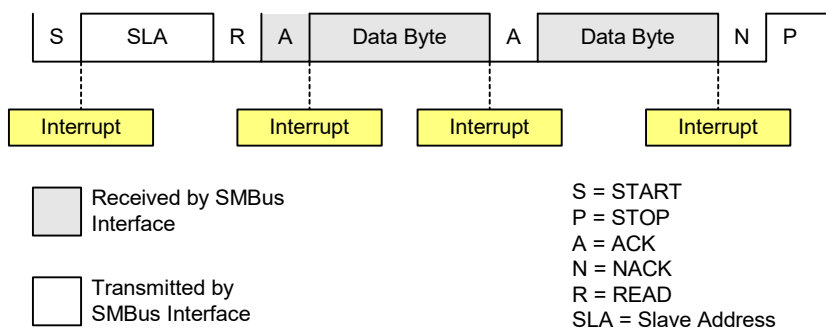 S SLA R A Data Byte A Data Byte N P
Interrupt Interrupt Interrupt Interrupt
Received by SMBus
Interface
Transmitted by
SMBus Interface
S = START
P = STOP
A = ACK
N = NACK
R = READ
SLA = Slave Address